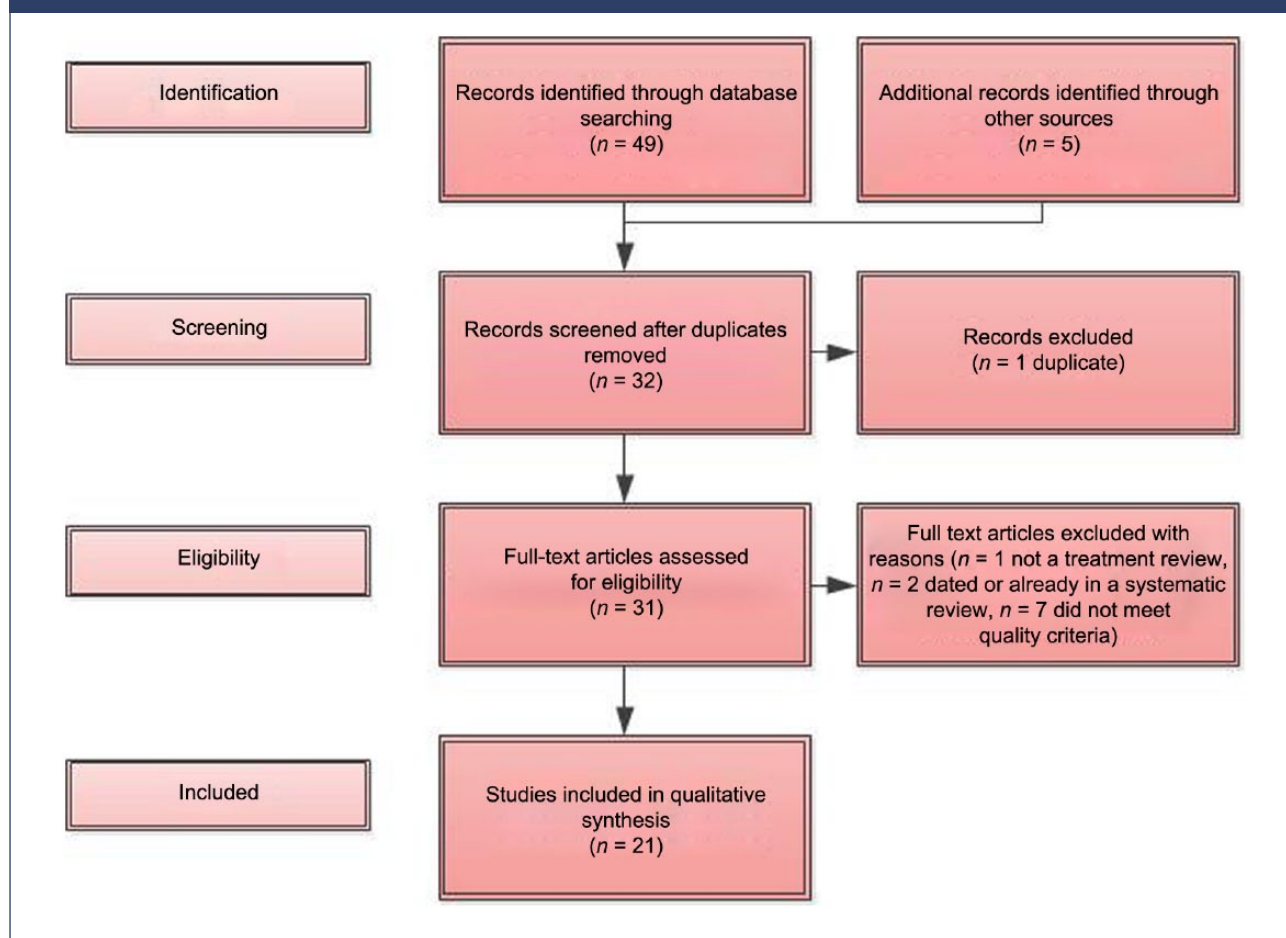 Identification
Records identified through database
searching
(n = 49)
Additional records identified through
other sources
(n = 5)
Screening
Records screened after duplicates
removed
(n = 32)
Records excluded
(n = 1 duplicate)
Eligibility
Full-text articles assessed
for eligibility
(n = 31)
Full text articles excluded with
reasons (n = 1 not a treatment review,
n = 2 dated or already in a systematic
review, n = 7 did not meet
quality criteria)
Included
Studies included in qualitative
synthesis
(n = 21)